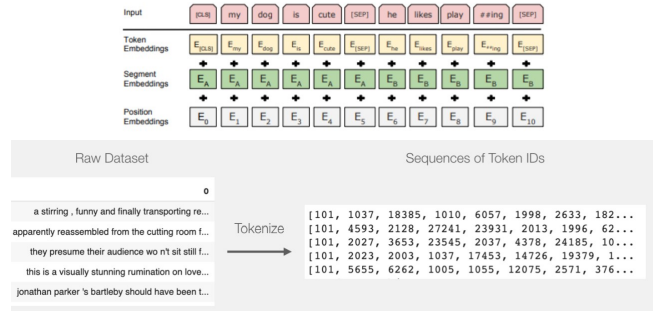 Input [CLS] my dog is cute [SEP] he likes play ##ing [SEP]
Token
Embeddings E[CLS] Emy Edog Eis Ecute E[SEP] Ehe Elikes Eplay E##ing E[SEP]
+ + + + + + + + + + +
Segment
Embeddings EA EA EA EA EA EA EB EB EB EB EB
+ + + + + + + + + + +
Position
Embeddings E0 E1 E2 E3 E4 E5 E6 E7 E8 E9 E10
Raw Dataset
0
a stirring , funny and finally transporting re...
apparently reassembled from the cutting room f...
they presume their audience wo n't sit still f...
this is a visually stunning rumination on love...
jonathan parker 's bartleby should have been t...
Tokenize
Sequences of Token IDs
[101, 1037, 18385, 1010, 6057, 1998, 2633, 182...
[101, 4593, 2128, 27241, 23931, 2013, 1996, 62...
[101, 2027, 3653, 23545, 2037, 4378, 24185, 10...
[101, 2023, 2003, 1037, 17453, 14726, 19379, 1...
[101, 5655, 6262, 1005, 1055, 12075, 2571, 376...